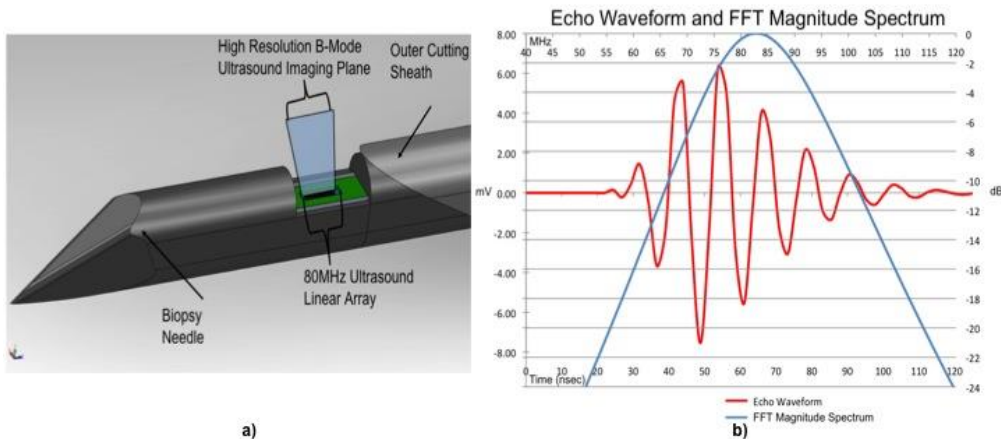 High Resolution B-Mode
Ultrasound Imaging Plane
Outer Cutting
Sheath
80MHz Ultrasound
Linear Array
Biopsy
Needle
a)
Echo Waveform and FFT Magnitude Spectrum
MHz
40 45 50 55 60 65 70 75 80 85 90 95 100 105 110 115 120
8.00
6.00
4.00
2.00
mV 0.00
-2.00
-4.00
-6.00
-8.00
0
-2
-4
-6
-8
-10 dB
-12
-14
-16
-18
-20
-22
-24
Time (nsec)
0 10 20 30 40 50 60 70 80 90 100 110 120
Echo Waveform
FFT Magnitude Spectrum
b)